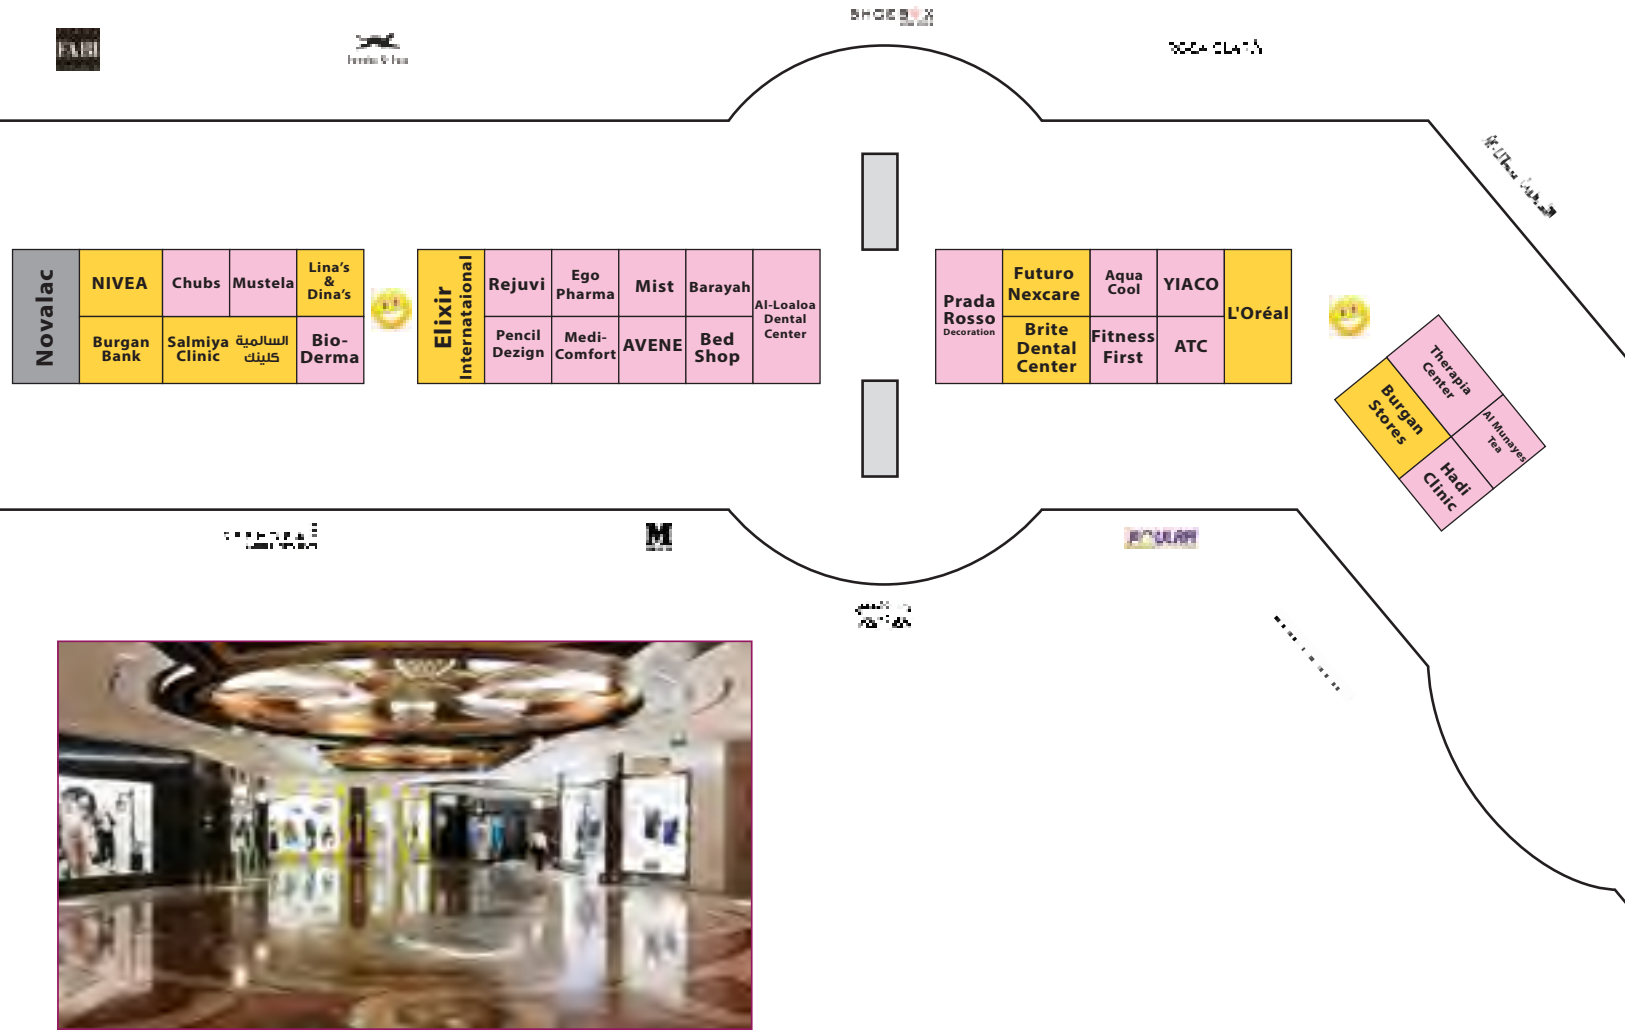 FABI
SHOEBOX
ROSA CLARÁ
Novalac
NIVEA
Chubs
Mustela
Lina's
&
Dina's
Burgan
Bank
Salmiya
Clinic
السالمية
كلينك
Bio-
Derma
Elixir
Internataional
Rejuvi
Ego
Pharma
Mist
Barayah
Al-Loaloa
Dental
Center
Pencil
Dezign
Medi-
Comfort
AVENE
Bed
Shop
Prada
Rosso
Decoration
Futuro
Nexcare
Aqua
Cool
YIACO
L'Oréal
Brite
Dental
Center
Fitness
First
ATC
Therapia
Center
Burgan
Stores
Al Munayes
Tea
Hadi
Clinic
M